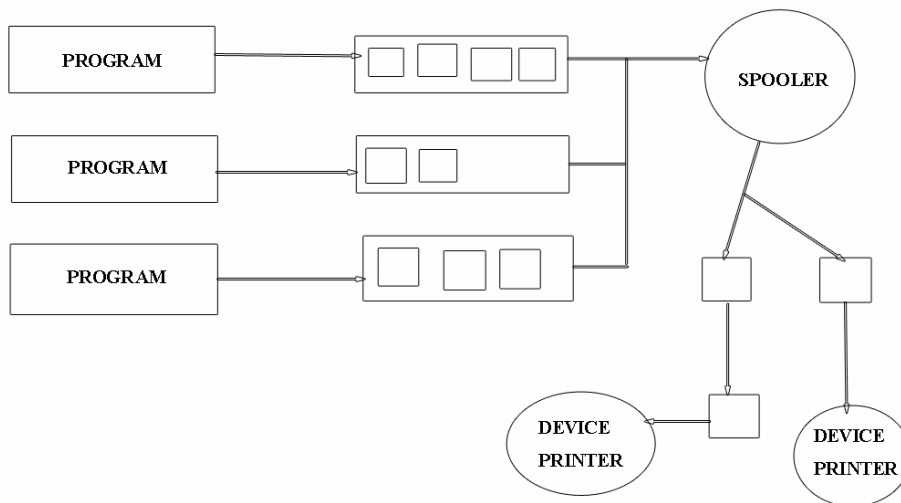 PROGRAM
SPOOLER
PROGRAM
PROGRAM
DEVICE
PRINTER
DEVICE
PRINTER